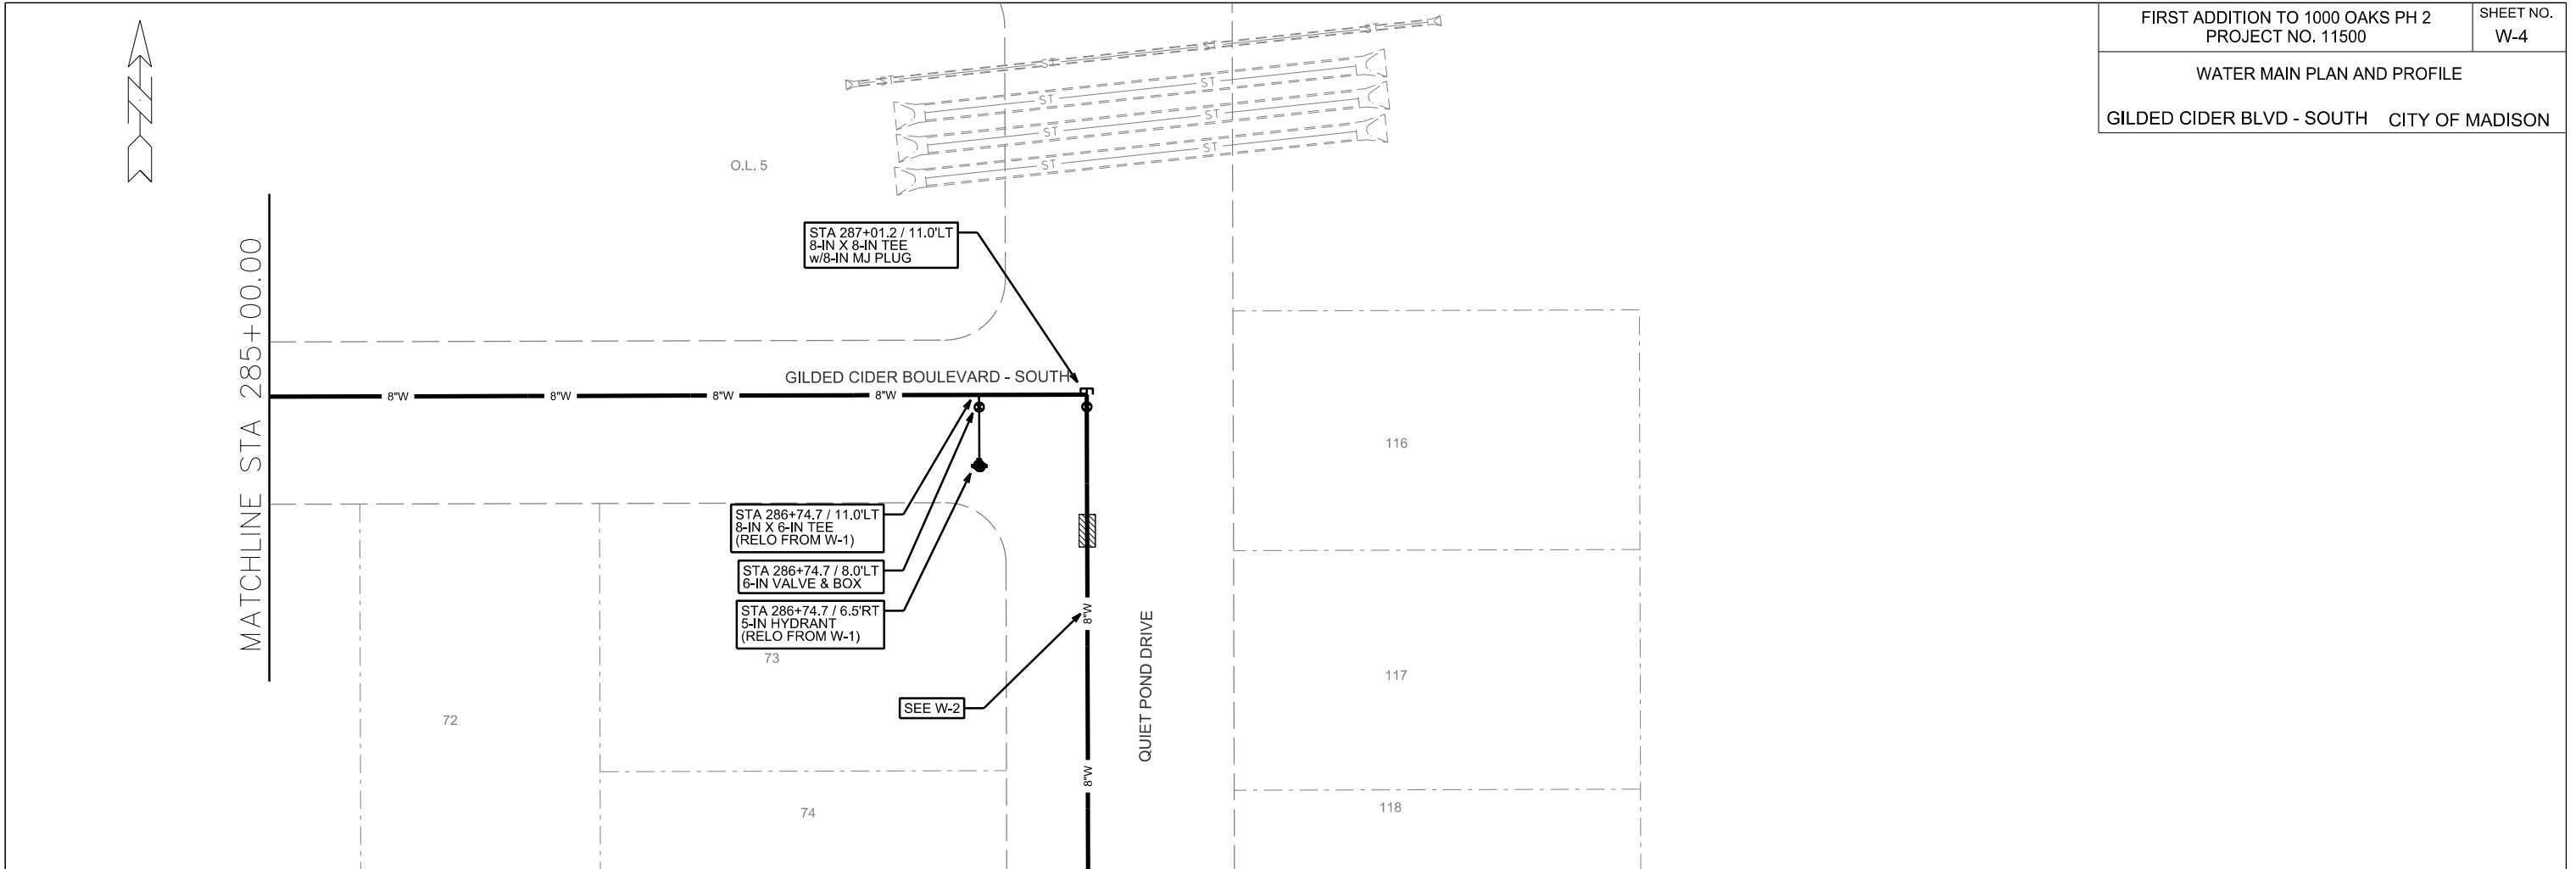 FIRST ADDITION TO 1000 OAKS PH 2
PROJECT NO. 11500
SHEET NO.
W-4
WATER MAIN PLAN AND PROFILE
GILDED CIDER BLVD - SOUTH CITY OF MADISON
N
ST ST ST ST
ST ST
ST ST
ST ST
O.L. 5
STA 287+01.2 / 11.0'LT
8-IN X 8-IN TEE
w/8-IN MJ PLUG
MATCHLINE STA 285+00.00
GILDED CIDER BOULEVARD - SOUTH
8"W 8"W 8"W 8"W
116
STA 286+74.7 / 11.0'LT
8-IN X 6-IN TEE
(RELO FROM W-1)
STA 286+74.7 / 8.0'LT
6-IN VALVE & BOX
STA 286+74.7 / 6.5'RT
5-IN HYDRANT
(RELO FROM W-1)
73
8"W
QUIET POND DRIVE
117
SEE W-2
72
8"W
74
118